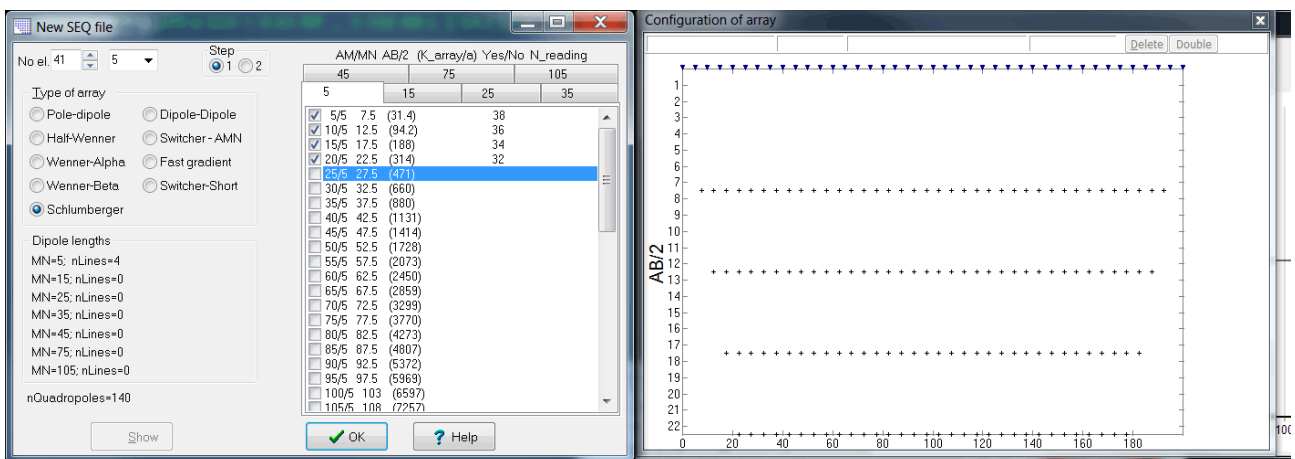 New SEQ file
No el. 41 5 Step 1 2
Type of array
Pole-dipole Dipole-Dipole
Half-Wenner Switcher - AMN
Wenner-Alpha Fast gradient
Wenner-Beta Switcher-Short
Schlumberger
Dipole lengths
MN=5; nLines=4
MN=15; nLines=0
MN=25; nLines=0
MN=35; nLines=0
MN=45; nLines=0
MN=75; nLines=0
MN=105; nLines=0
nQuadropoles=140
Show
AM/MN AB/2 (K_array/a) Yes/No N_reading
45 75 105
5 15 25 35
5/5 7.5 (31.4) 38
10/5 12.5 (94.2) 36
15/5 17.5 (188) 34
20/5 22.5 (314) 32
25/5 27.5 (471)
30/5 32.5 (660)
35/5 37.5 (880)
40/5 42.5 (1131)
45/5 47.5 (1414)
50/5 52.5 (1728)
55/5 57.5 (2073)
60/5 62.5 (2450)
65/5 67.5 (2859)
70/5 72.5 (3299)
75/5 77.5 (3770)
80/5 82.5 (4273)
85/5 87.5 (4807)
90/5 92.5 (5372)
95/5 97.5 (5969)
100/5 103 (6597)
105/5 108 (7257)
OK Help
Configuration of array
Delete Double
AB/2
1
2
3
4
5
6
7
8
9
10
11
12
13
14
15
16
17
18
19
20
21
22
0 20 40 60 80 100 120 140 160 180
100